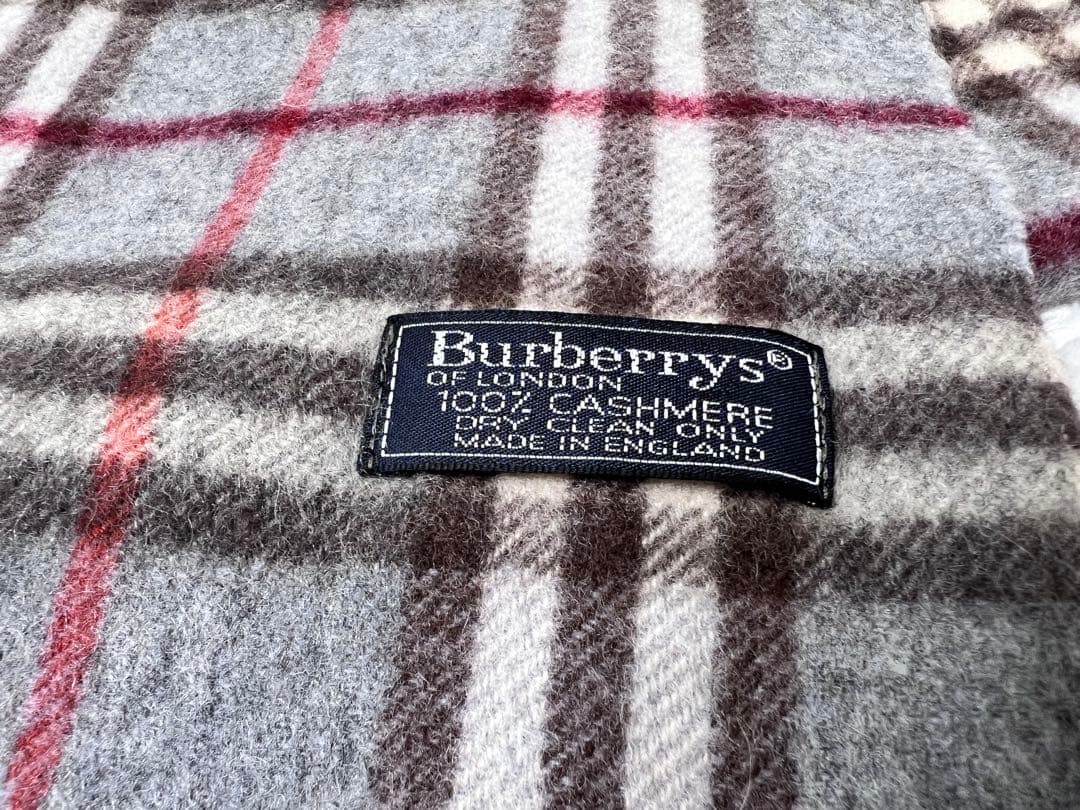 Burberrys®
OF LONDON
100% CASHMERE
DRY CLEAN ONLY
MADE IN ENGLAND